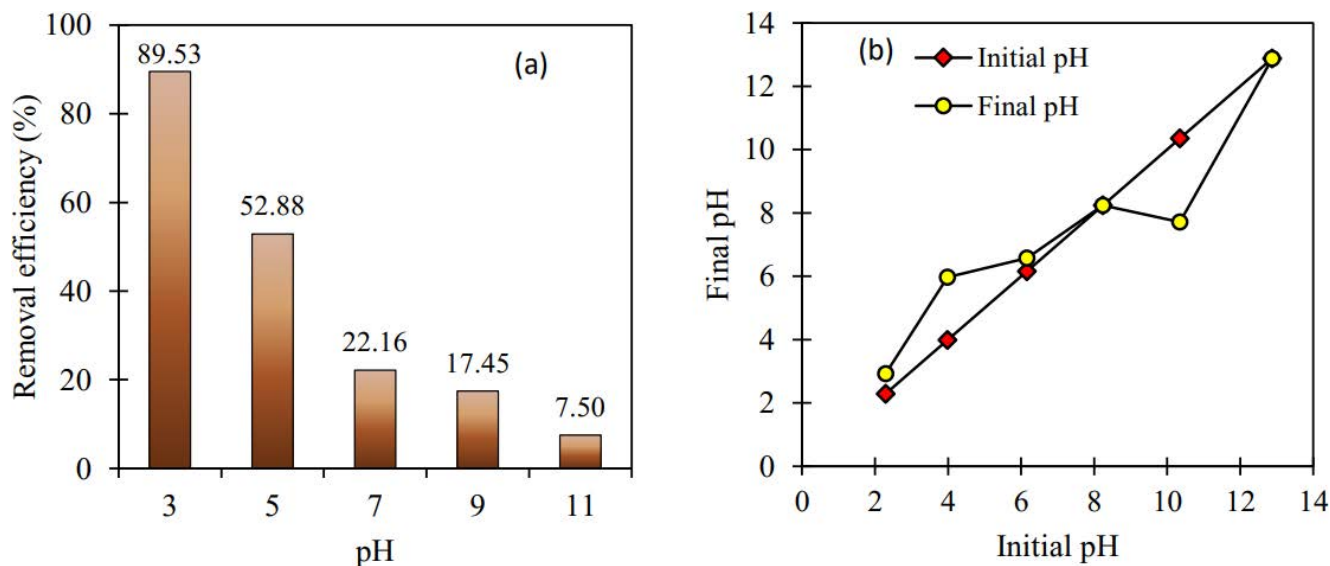 (a)
Removal efficiency (%)
100
80
60
40
20
0
89.53
52.88
22.16
17.45
7.50
3 5 7 9 11
pH
(b)
Initial pH
Final pH
Final pH
14
12
10
8
6
4
2
0
0 2 4 6 8 10 12 14
Initial pH